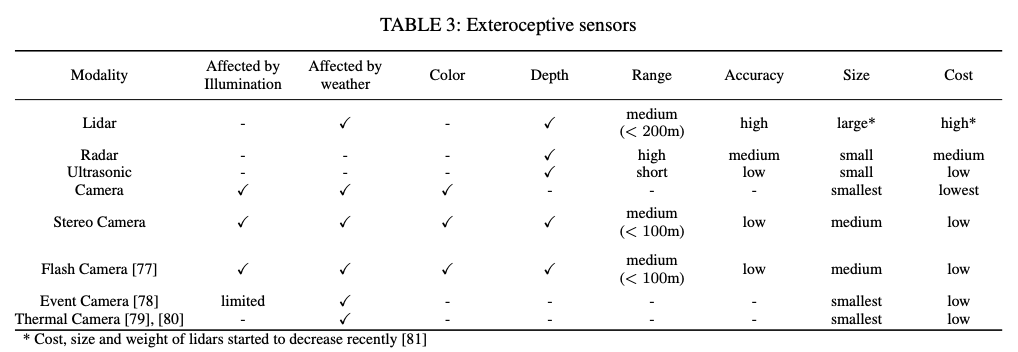 TABLE 3: Exteroceptive sensors
Modality Affected by Illumination Affected by weather Color Depth Range Accuracy Size Cost
Lidar - ✓ - ✓ medium (< 200m) high large* high*
Radar - - - ✓ high medium small medium
Ultrasonic - - - ✓ short low small low
Camera ✓ ✓ ✓ - - - smallest lowest
Stereo Camera ✓ ✓ ✓ ✓ medium (< 100m) low medium low
Flash Camera [77] ✓ ✓ ✓ ✓ medium (< 100m) low medium low
Event Camera [78] limited ✓ - - - - smallest low
Thermal Camera [79], [80] - ✓ - - - - smallest low
* Cost, size and weight of lidars started to decrease recently [81]